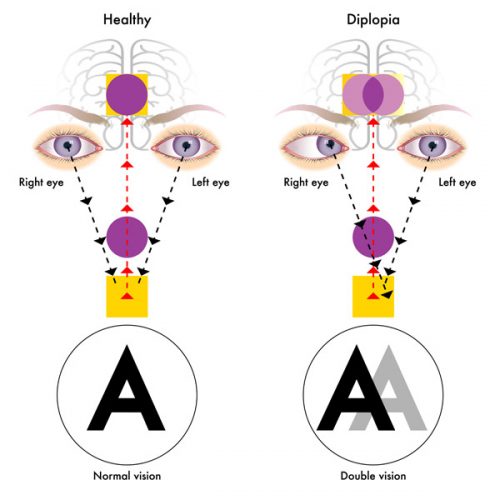 Healthy
Diplopia
Right eye
Left eye
Right eye
Left eye
A
AA
Normal vision
Double vision